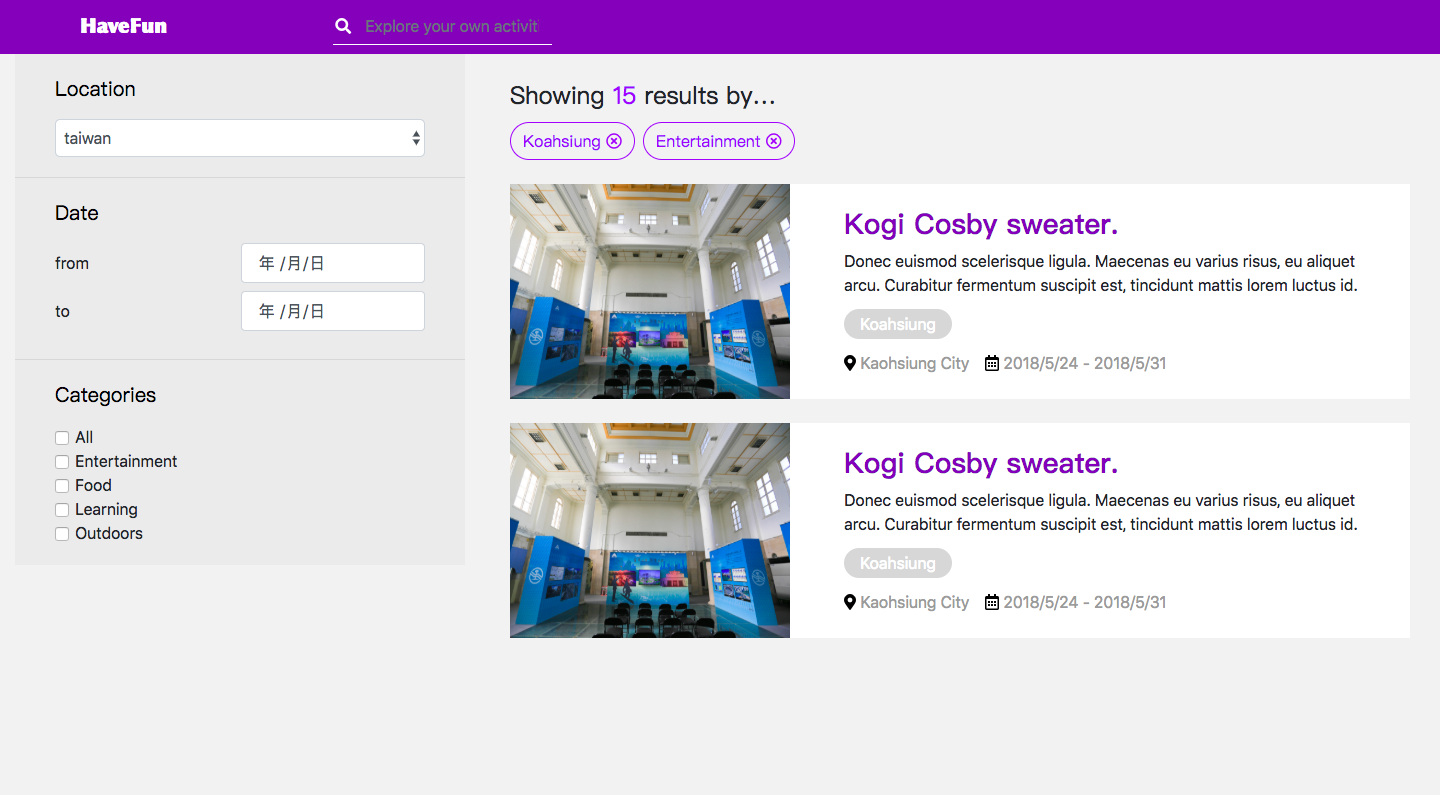 HaveFun
Explore your own activit
Location
taiwan
Date
from
年 /月/日
to
年 /月/日
Categories
All
Entertainment
Food
Learning
Outdoors
Showing 15 results by...
Koahsiung
Entertainment
Kogi Cosby sweater.
Donec euismod scelerisque ligula. Maecenas eu varius risus, eu aliquet
arcu. Curabitur fermentum suscipit est, tincidunt mattis lorem luctus id.
Koahsiung
Kaohsiung City 2018/5/24 - 2018/5/31
Kogi Cosby sweater.
Donec euismod scelerisque ligula. Maecenas eu varius risus, eu aliquet
arcu. Curabitur fermentum suscipit est, tincidunt mattis lorem luctus id.
Koahsiung
Kaohsiung City 2018/5/24 - 2018/5/31